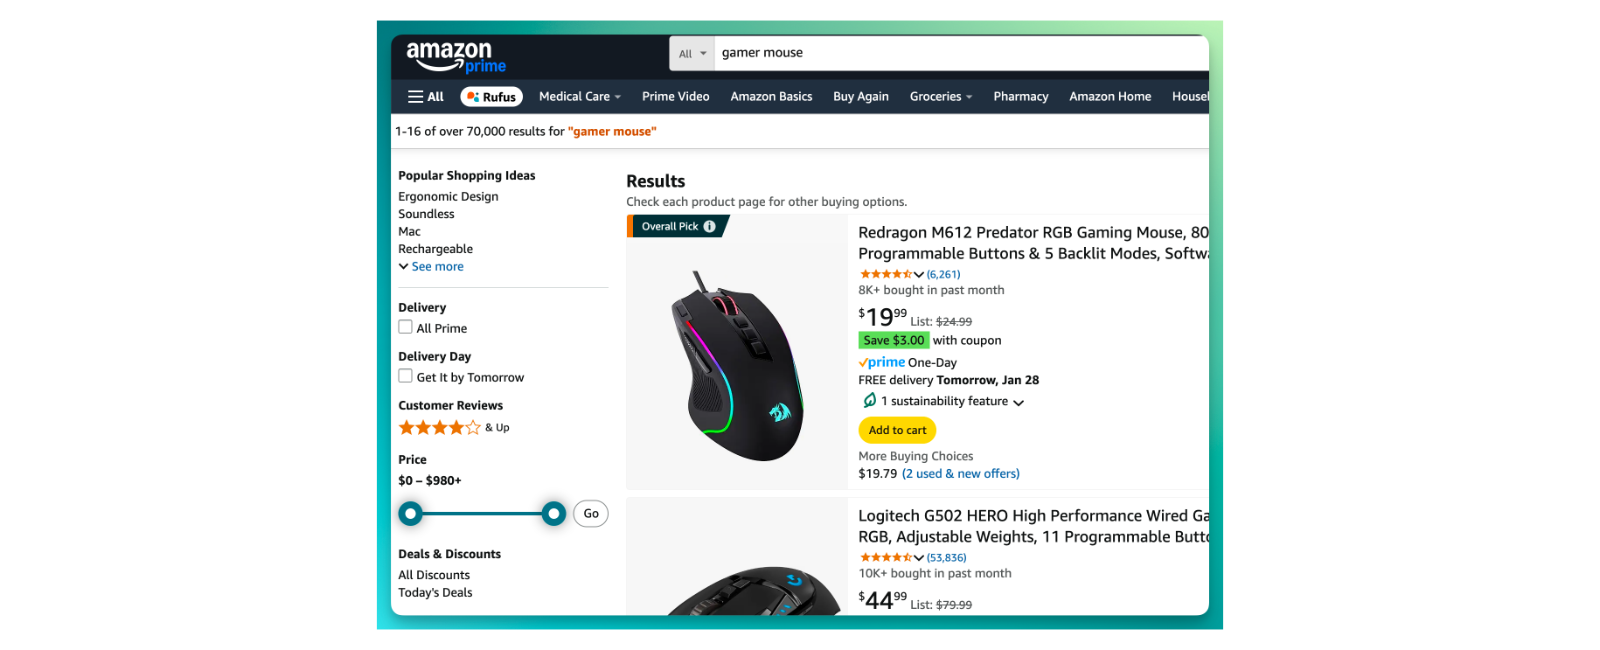 amazon
prime
All
gamer mouse
All
Rufus
Medical Care
Prime Video
Amazon Basics
Buy Again
Groceries
Pharmacy
Amazon Home
1-16 of over 70,000 results for "gamer mouse"
Popular Shopping Ideas
Ergonomic Design
Soundless
Mac
Rechargeable
See more
Delivery
All Prime
Delivery Day
Get It by Tomorrow
Customer Reviews
& Up
Price
$0 – $980+
Go
Deals & Discounts
All Discounts
Today's Deals
Results
Check each product page for other buying options.
Overall Pick
Redragon M612 Predator RGB Gaming Mouse, 80
Programmable Buttons & 5 Backlit Modes, Softw
(6,261)
8K+ bought in past month
$19.99 List: $24.99
Save $3.00 with coupon
prime One-Day
FREE delivery Tomorrow, Jan 28
1 sustainability feature
Add to cart
More Buying Choices
$19.79 (2 used & new offers)
Logitech G502 HERO High Performance Wired Ga
RGB, Adjustable Weights, 11 Programmable Butto
(53,836)
10K+ bought in past month
$44.99 List: $79.99